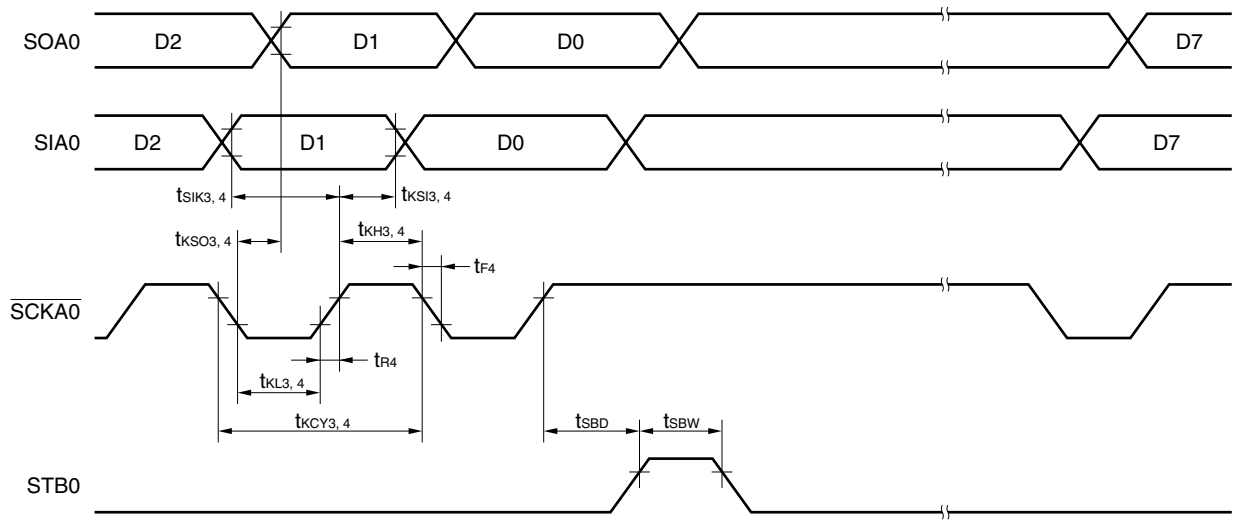 SOA0 D2 D1 D0 D7
SIA0 D2 D1 D0 D7
tSIK3, 4 tKSI3, 4
tKSO3, 4 tKH3, 4
tF4
SCKA0
tR4
tKL3, 4
tKCY3, 4 tSBD tSBW
STB0